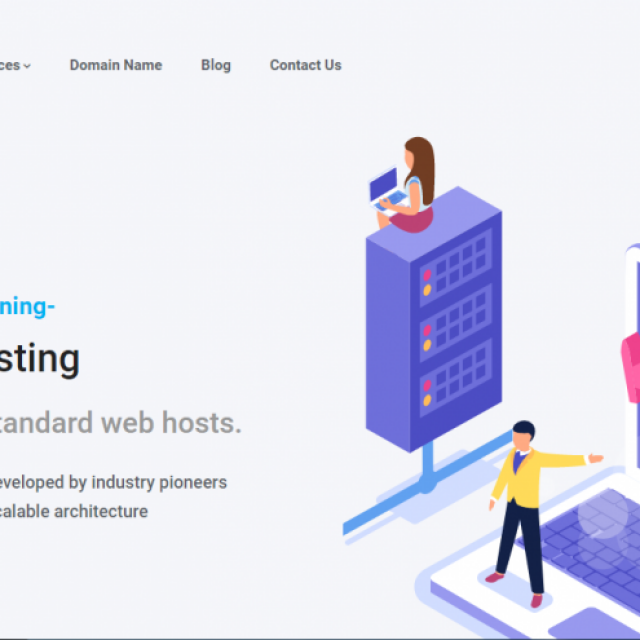 ces
Domain Name
Blog
Contact Us
ning-
sting
tandard web hosts.
eveloped by industry pioneers
calable architecture